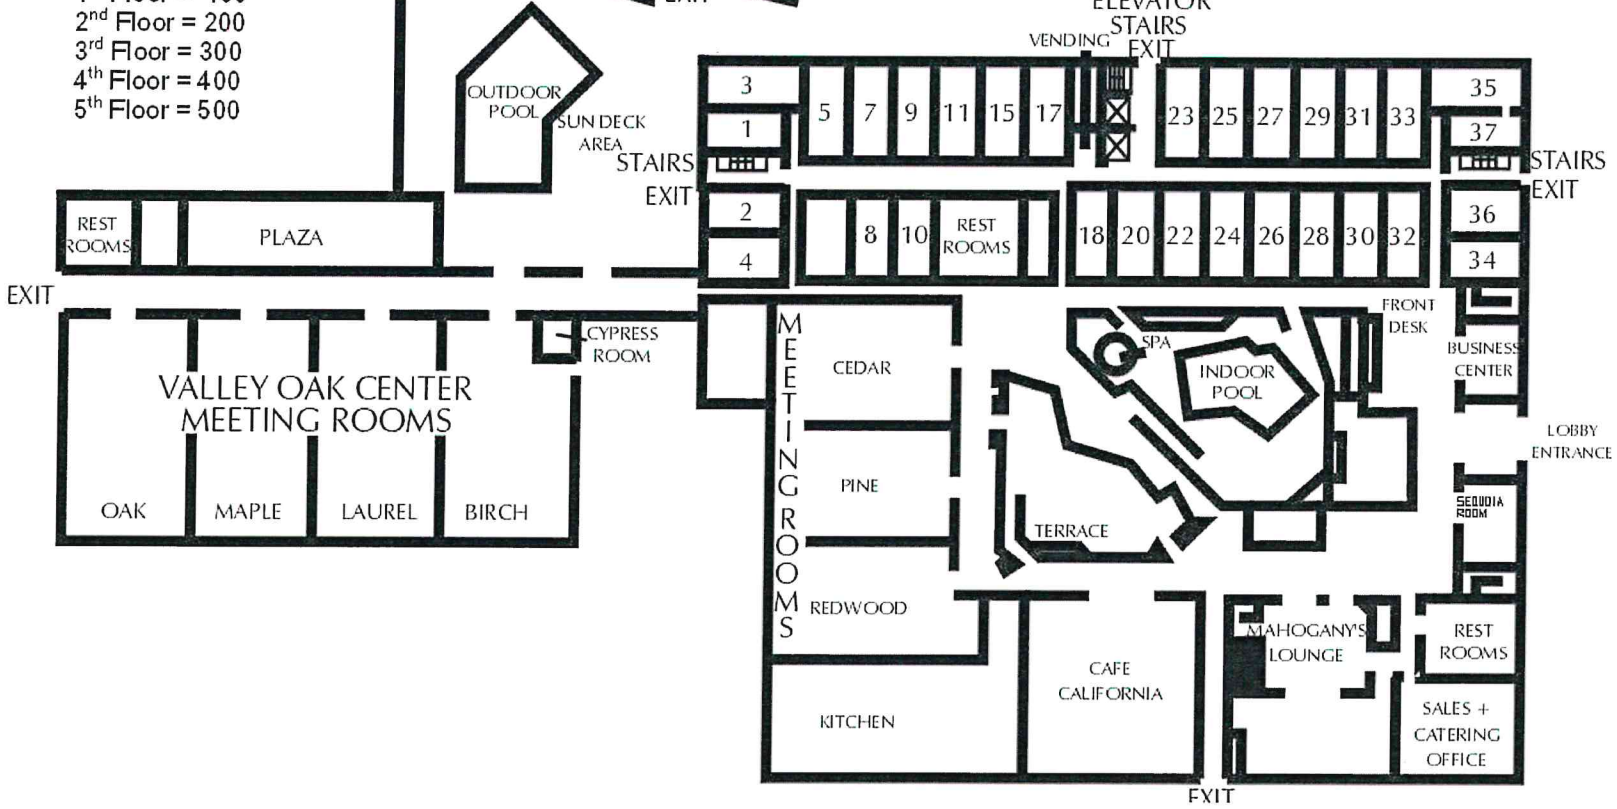 2nd Floor = 200
3rd Floor = 300
4th Floor = 400
5th Floor = 500
EXIT
ELEVATOR
STAIRS
EXIT
VENDING
OUTDOOR
POOL
SUN DECK
AREA
STAIRS
EXIT
3
1
5
7
9
11
15
17
23
25
27
29
31
33
35
37
STAIRS
EXIT
2
4
8
10
REST
ROOMS
18
20
22
24
26
28
30
32
36
34
REST
ROOMS
PLAZA
EXIT
CYPRESS
ROOM
VALLEY OAK CENTER
MEETING ROOMS
OAK
MAPLE
LAUREL
BIRCH
MEETING ROOMS
CEDAR
PINE
REDWOOD
KITCHEN
SPA
INDOOR
POOL
FRONT
DESK
BUSINESS
CENTER
LOBBY
ENTRANCE
SEQUOIA
ROOM
TERRACE
CAFE
CALIFORNIA
MAHOGANY'S
LOUNGE
REST
ROOMS
SALES +
CATERING
OFFICE
EXIT